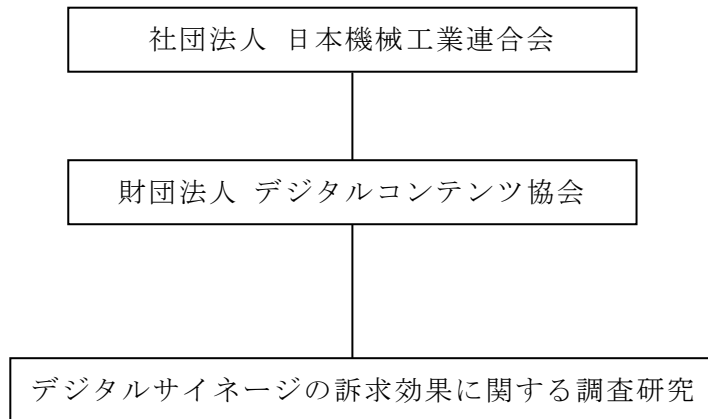 社団法人 日本機械工業連合会
財団法人 デジタルコンテンツ協会
デジタルサイネージの訴求効果に関する調査研究